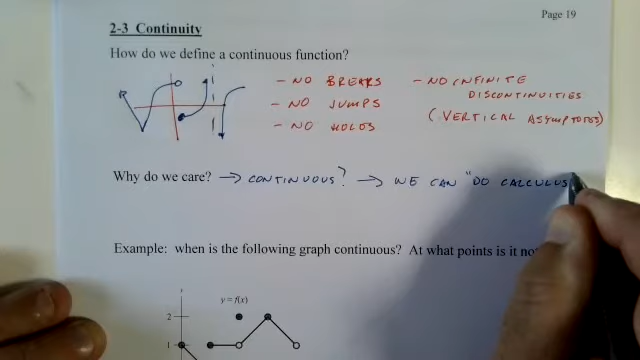 Page 19
2-3 Continuity
How do we define a continuous function?
- NO BREAKS
- NO JUMPS
- NO HOLES
- NO INFINITE
DISCONTINUITIES
(VERTICAL ASYMPTOTES)
Why do we care? → CONTINUOUS? → WE CAN "DO CALCULUS
Example: when is the following graph continuous? At what points is it
y = f(x)
2
1